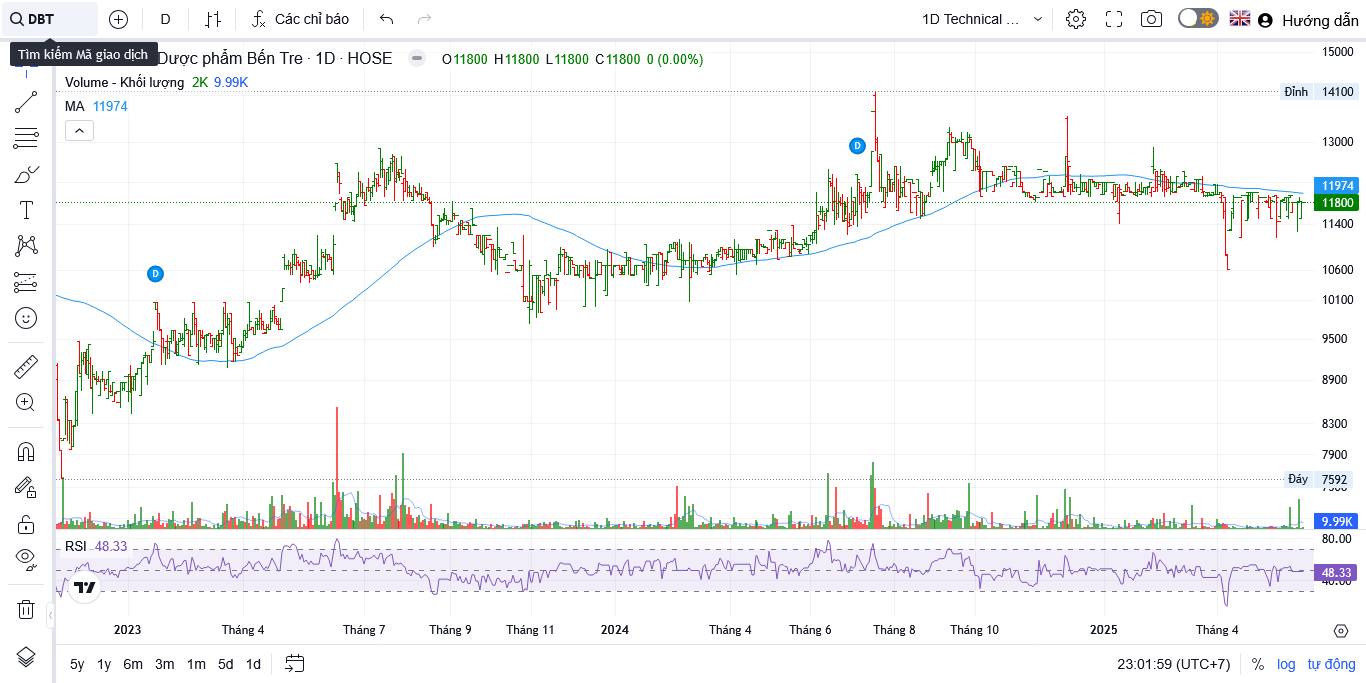 DBT
D
Các chỉ báo
1D Technical ...
Hướng dẫn
Tìm kiếm Mã giao dịch
Dược phẩm Bến Tre · 1D · HOSE
O11800 H11800 L11800 C11800 0 (0.00%)
Volume - Khối lượng 2K 9.99K
MA 11974
15000
Đỉnh 14100
13000
11974
11800
11400
10600
10100
9500
8900
8300
7900
Đáy 7592
9.99K
RSI 48.33
80.00
48.33
D
D
2023 Tháng 4 Tháng 7 Tháng 9 Tháng 11 2024 Tháng 4 Tháng 6 Tháng 8 Tháng 10 2025 Tháng 4
5y 1y 6m 3m 1m 5d 1d
23:01:59 (UTC+7) % log tự động